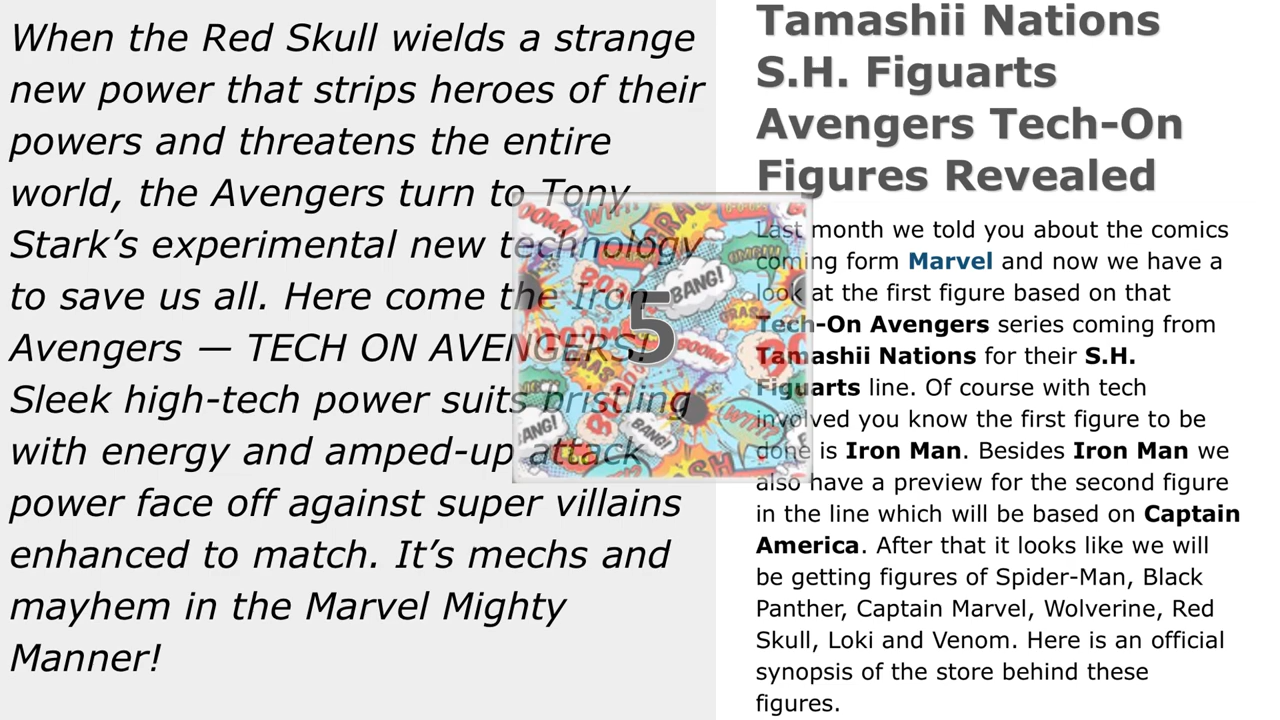 When the Red Skull wields a strange
new power that strips heroes of their
powers and threatens the entire
world, the Avengers turn to Tony
Stark’s experimental new technology
to save us all. Here come the Iron
Avengers — TECH ON AVENGERS!
Sleek high-tech power suits bristling
with energy and amped-up attack
power face off against super villains
enhanced to match. It’s mechs and
mayhem in the Marvel Mighty
Manner!
Tamashii Nations
S.H. Figuarts
Avengers Tech-On
Figures Revealed
Last month we told you about the comics
coming form Marvel and now we have a
look at the first figure based on that
Tech-On Avengers series coming from
Tamashii Nations for their S.H.
Figuarts line. Of course with tech
involved you know the first figure to be
done is Iron Man. Besides Iron Man we
also have a preview for the second figure
in the line which will be based on Captain
America. After that it looks like we will
be getting figures of Spider-Man, Black
Panther, Captain Marvel, Wolverine, Red
Skull, Loki and Venom. Here is an official
synopsis of the store behind these
figures.
5
BANG!
BOOM!
BANG!
BANG!